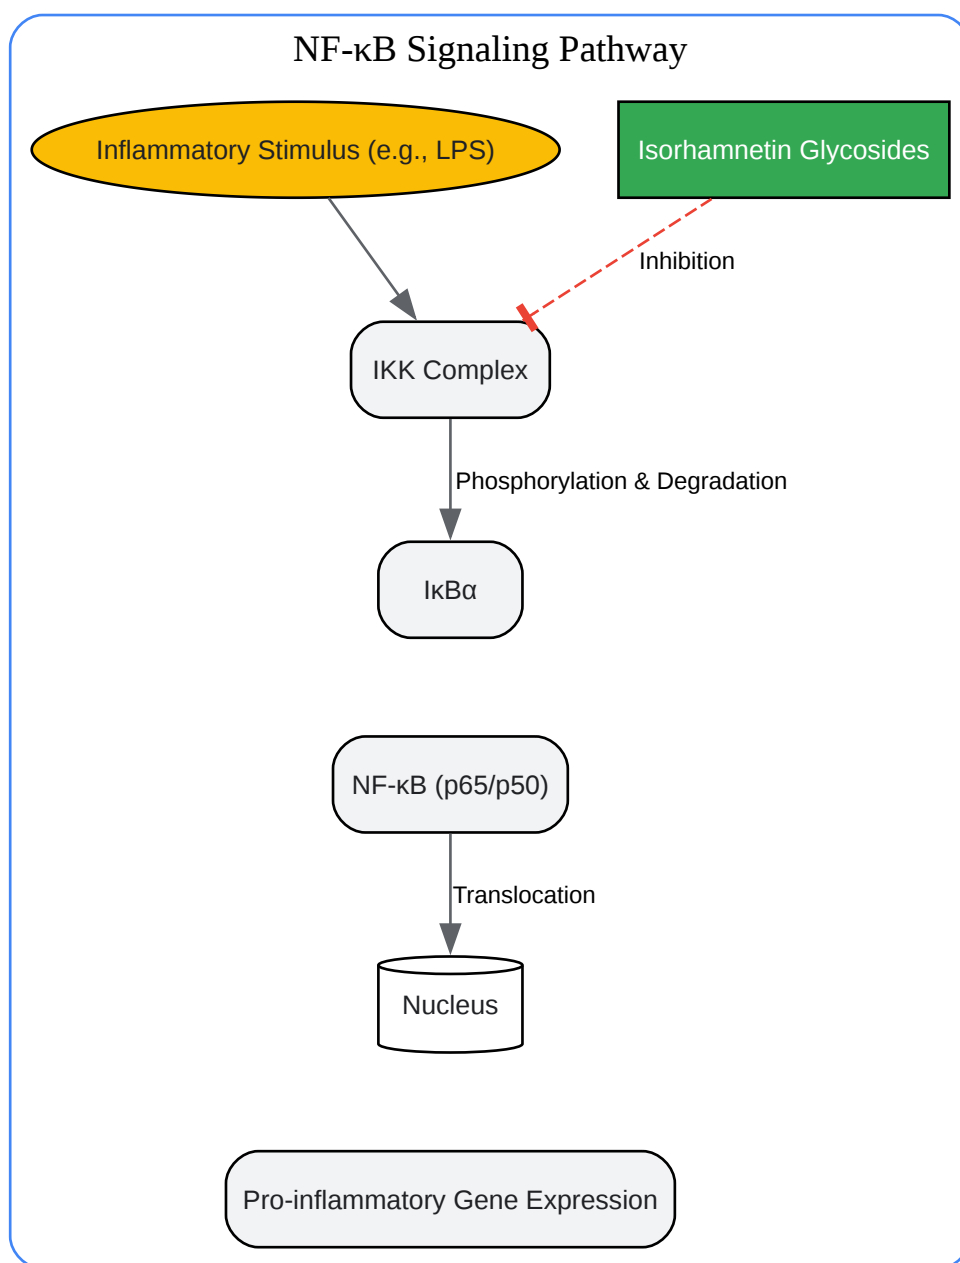 NF-κB Signaling Pathway
Inflammatory Stimulus (e.g., LPS)
Isorhamnetin Glycosides
Inhibition
IKK Complex
Phosphorylation & Degradation
IκBα
NF-κB (p65/p50)
Translocation
Nucleus
Pro-inflammatory Gene Expression